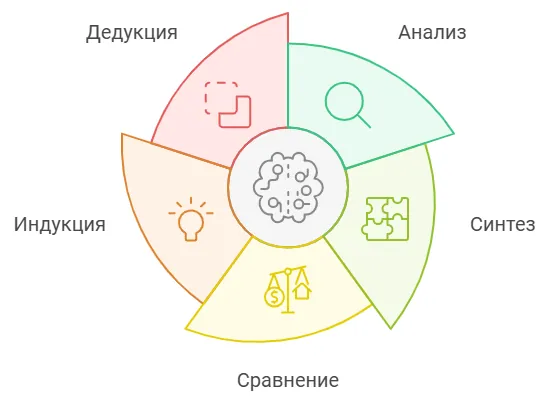 Дедукция
Анализ
Индукция
Синтез
Сравнение
$